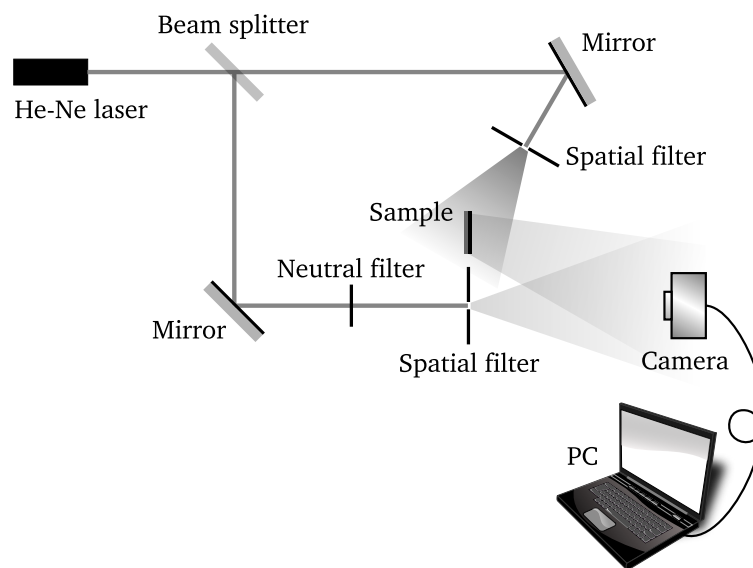 Beam splitter
Mirror
He-Ne laser
Spatial filter
Sample
Neutral filter
Mirror
Spatial filter
Camera
PC